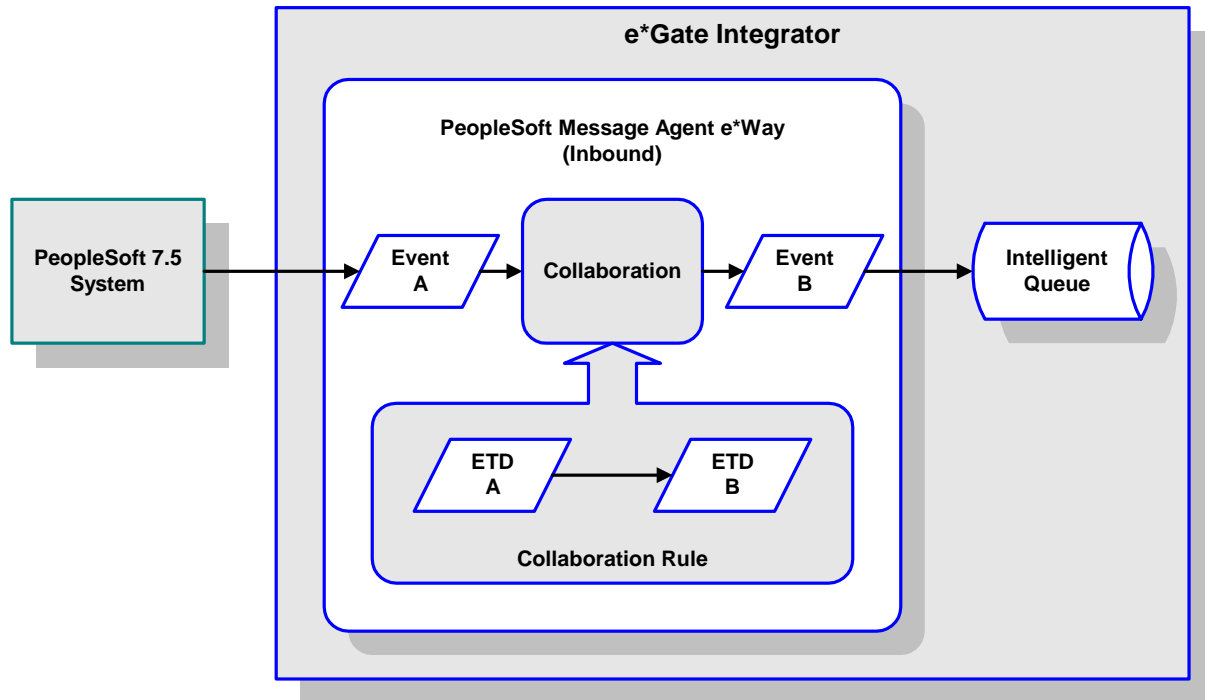 e*Gate Integrator
PeopleSoft Message Agent e*Way
(Inbound)
PeopleSoft 7.5
System
Event
A
Collaboration
Event
B
Intelligent
Queue
ETD
A
ETD
B
Collaboration Rule